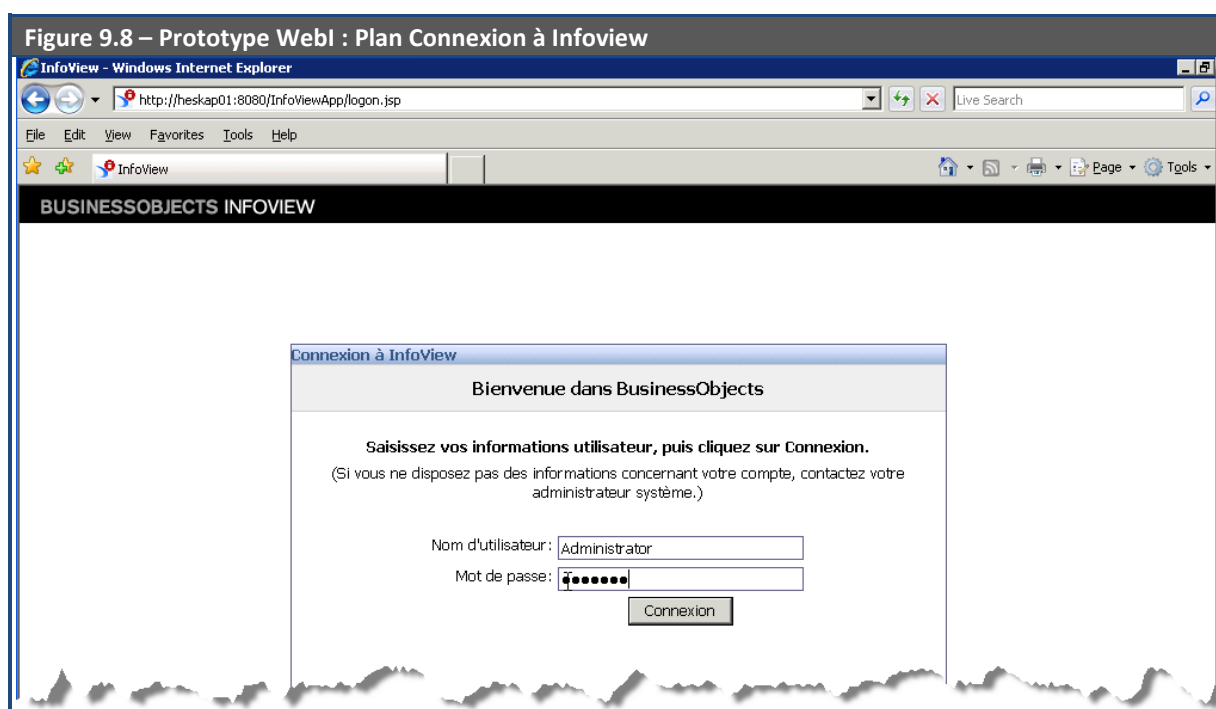 Figure 9.8 – Prototype WebI : Plan Connexion à Infoview
InfoView - Windows Internet Explorer
http://heskap01:8080/InfoViewApp/logon.jsp
Live Search
File Edit View Favorites Tools Help
InfoView
Page Tools
BUSINESSOBJECTS INFOVIEW
Connexion à InfoView
Bienvenue dans BusinessObjects
Saisissez vos informations utilisateur, puis cliquez sur Connexion.
(Si vous ne disposez pas des informations concernant votre compte, contactez votre
administrateur système.)
Nom d'utilisateur: Administrator
Mot de passe: ●●●●●●●
Connexion